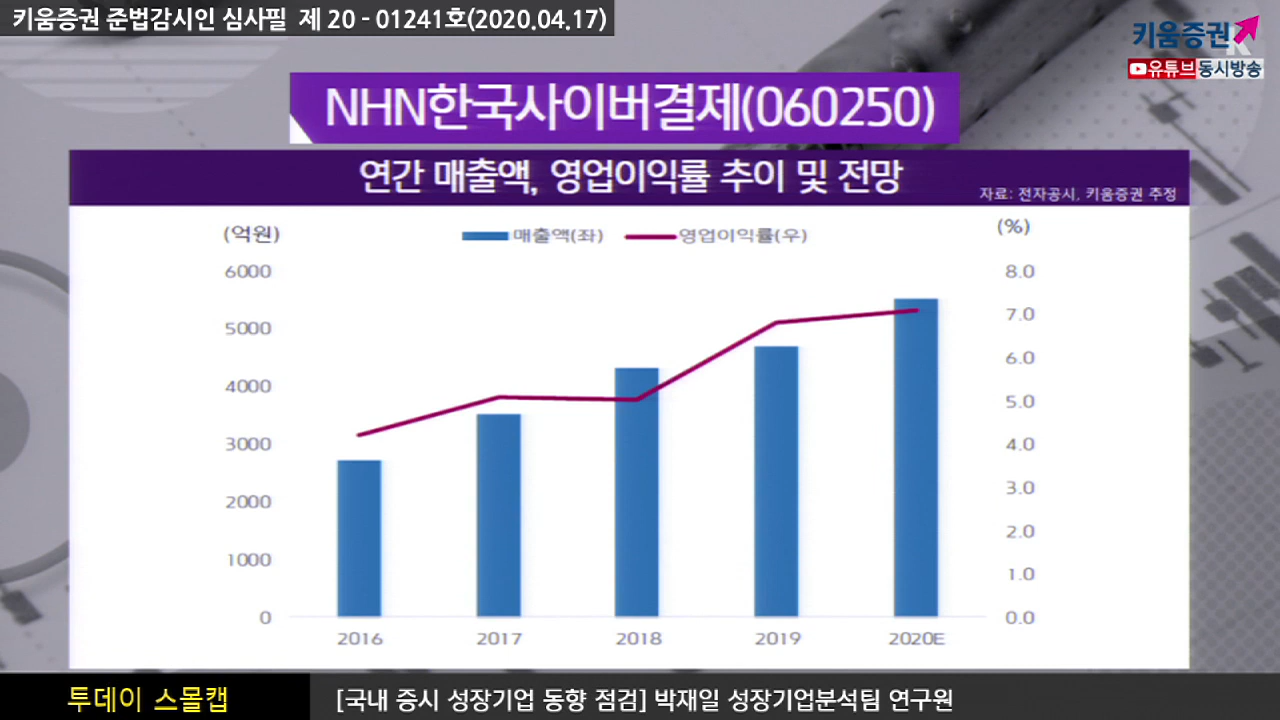 키움증권 준법감시인 심사필 제 20 - 01241호(2020.04.17)
키움증권
유튜브 동시방송
NHN한국사이버결제(060250)
연간 매출액, 영업이익률 추이 및 전망
자료: 전자공시, 키움증권 추정
(억원) 매출액(좌) 영업이익률(우) (%)
6000 8.0
5000 7.0
4000 6.0
3000 5.0
2000 4.0
1000 3.0
0 2.0
1.0
0.0
2016 2017 2018 2019 2020E
투데이 스몰캡
[국내 증시 성장기업 동향 점검] 박재일 성장기업분석팀 연구원